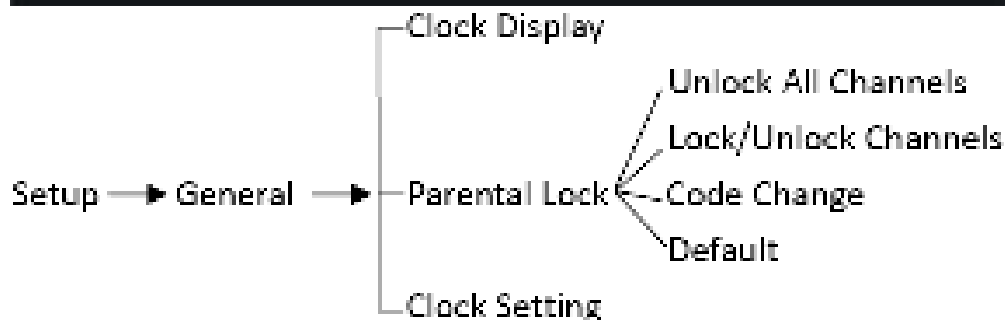 Clock Display
Unlock All Channels
Lock/Unlock Channels
Setup General Parental Lock Code Change
Default
Clock Setting